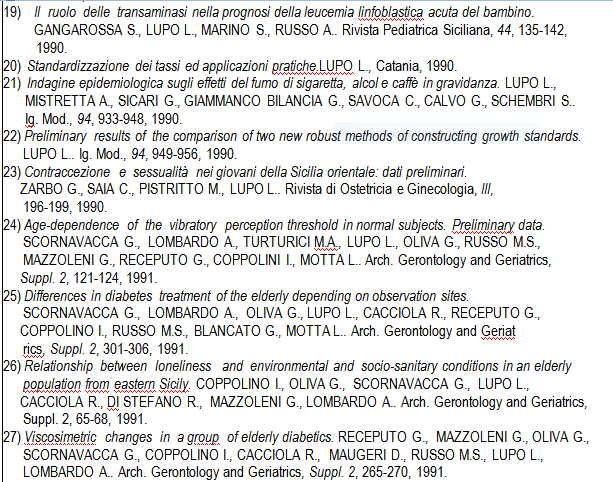 19) Il ruolo delle transaminasi nella prognosi della leucemia linfoblastica acuta del bambino.
GANGAROSSA S., LUPO L., MARINO S., RUSSO A.. Rivista Pediatrica Siciliana, 44, 135-142,
1990.
20) Standardizzazione dei tassi ed applicazioni pratiche.LUPO L., Catania, 1990.
21) Indagine epidemiologica sugli effetti del fumo di sigaretta, alcol e caffè in gravidanza. LUPO L.,
MISTRETTA A., SICARI G., GIAMMANCO BILANCIA G., SAVOCA C., CALVO G., SCHEMBRI S..
Ig. Mod., 94, 933-948, 1990.
22) Preliminary results of the comparison of two new robust methods of constructing growth standards.
LUPO L.. Ig. Mod., 94, 949-956, 1990.
23) Contraccezione e sessualità nei giovani della Sicilia orientale: dati preliminari.
ZARBO G., SAIA C., PISTRITTO M., LUPO L.. Rivista di Ostetricia e Ginecologia, III,
196-199, 1990.
24) Age-dependence of the vibratory perception threshold in normal subjects. Preliminary data.
SCORNAVACCA G., LOMBARDO A., TURTURICI M.A., LUPO L., OLIVA G., RUSSO M.S.,
MAZZOLENI G., RECEPUTO G., COPPOLINI I., MOTTA L.. Arch. Gerontology and Geriatrics,
Suppl. 2, 121-124, 1991.
25) Differences in diabetes treatment of the elderly depending on observation sites.
SCORNAVACCA G., LOMBARDO A., OLIVA G., LUPO L., CACCIOLA R., RECEPUTO G.,
COPPOLINO I., RUSSO M.S., BLANCATO G., MOTTA L.. Arch. Gerontology and Geriat
rics, Suppl. 2, 301-306, 1991.
26) Relationship between loneliness and environmental and socio-sanitary conditions in an elderly
population from eastern Sicily. COPPOLINO I., OLIVA G., SCORNAVACCA G., LUPO L.,
CACCIOLA R., DI STEFANO R., MAZZOLENI G., LOMBARDO A.. Arch. Gerontology and Geriatrics,
Suppl. 2, 65-68, 1991.
27) Viscosimetric changes in a group of elderly diabetics. RECEPUTO G., MAZZOLENI G., OLIVA G.,
SCORNAVACCA G., COPPOLINO I., CACCIOLA R., MAUGERI D., RUSSO M.S., LUPO L.,
LOMBARDO A.. Arch. Gerontology and Geriatrics, Suppl. 2, 265-270, 1991.